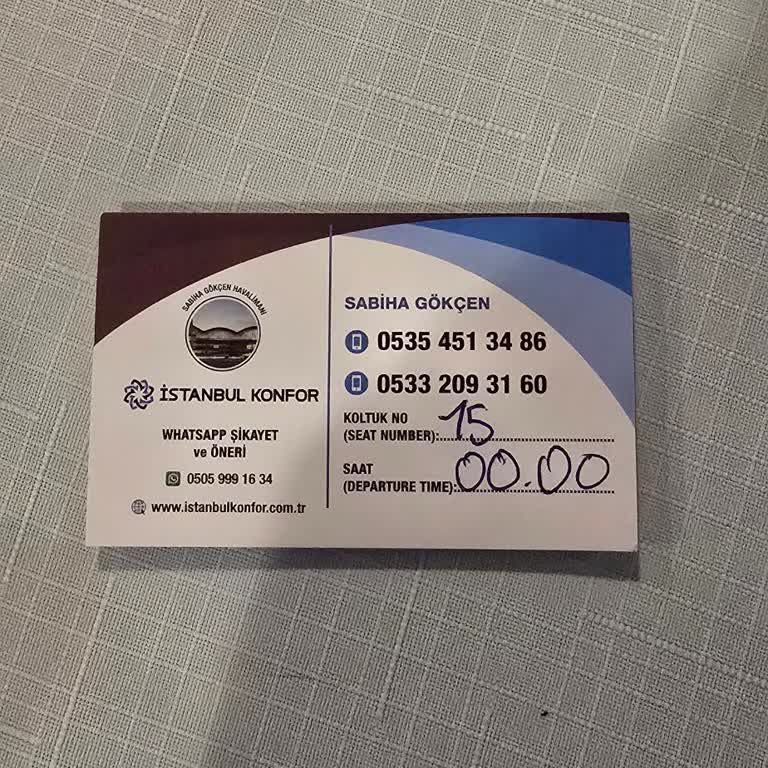 SABİHA GÖKÇEN HAVALİMANI
İSTANBUL KONFOR
WHATSAPP ŞİKAYET
ve ÖNERİ
0505 999 16 34
www.istanbulkonfor.com.tr
SABİHA GÖKÇEN
0535 451 34 86
0533 209 31 60
KOLTUK NO
(SEAT NUMBER): 15
SAAT
(DEPARTURE TIME): 00.00